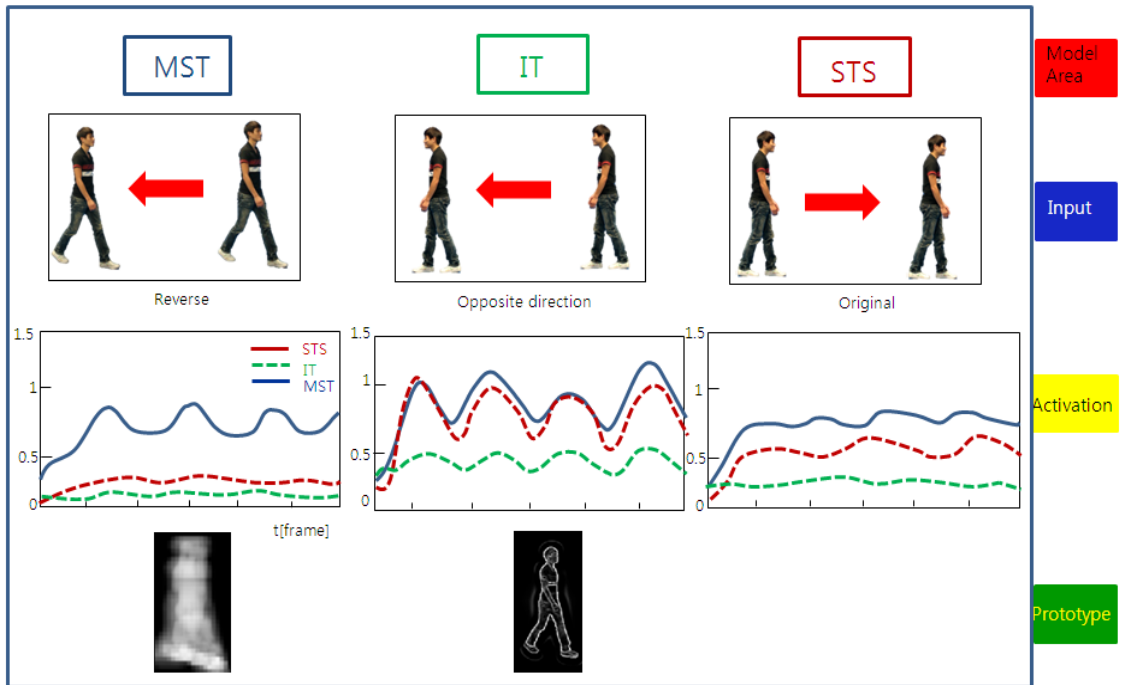 MST
IT
STS
Model
Area
Input
Reverse
Opposite direction
Original
1.5
1
0.5
0
STS
IT
MST
t[frame]
1.5
1
0.5
0
1.5
1
0.5
0
Activation
Prototype